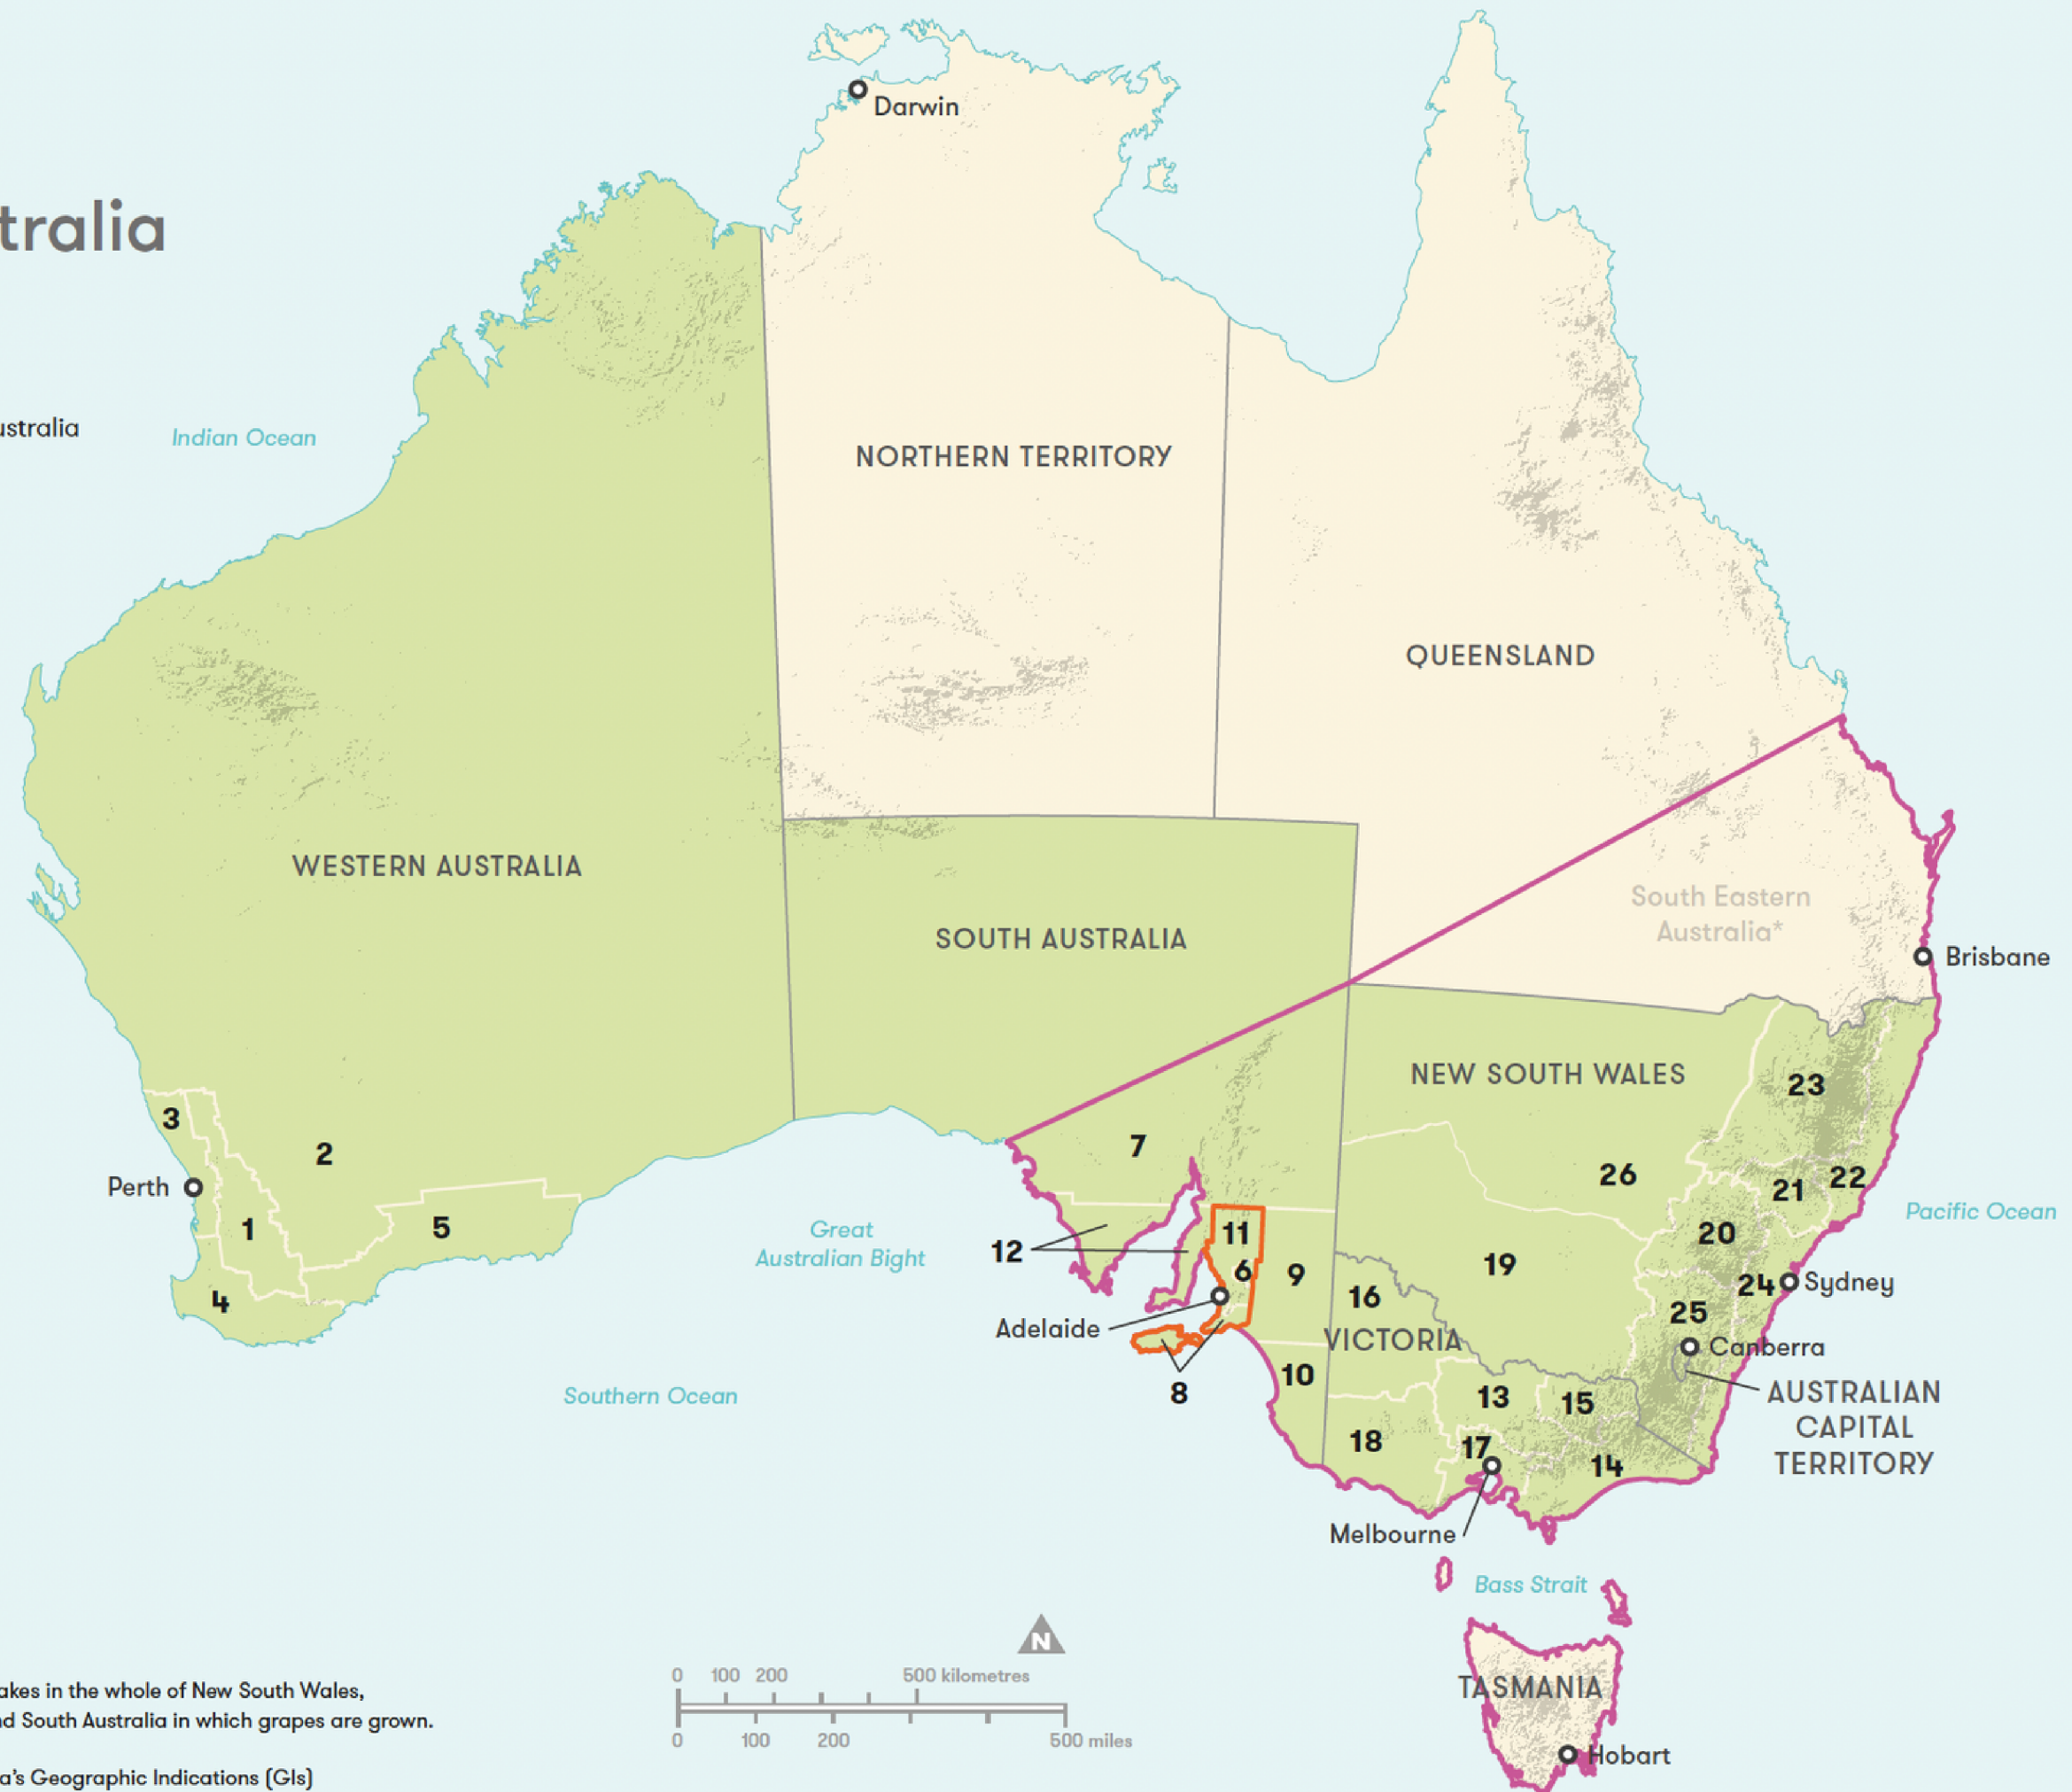 Darwin
tralia
ustralia
Indian Ocean
NORTHERN TERRITORY
QUEENSLAND
WESTERN AUSTRALIA
South Eastern
Australia*
SOUTH AUSTRALIA
Brisbane
NEW SOUTH WALES
23
3
7
2
26
22
21
Perth
Pacific Ocean
1
5
Great
Australian Bight
12
11
20
6
9
19
24
Sydney
4
16
25
Adelaide
VICTORIA
Canberra
10
8
Southern Ocean
13
15
AUSTRALIAN
CAPITAL
TERRITORY
18
17
14
Melbourne
Bass Strait
N
0 100 200 500 kilometres
0 100 200 500 miles
TASMANIA
Hobart
akes in the whole of New South Wales,
nd South Australia in which grapes are grown.
a's Geographic Indications (GIs)